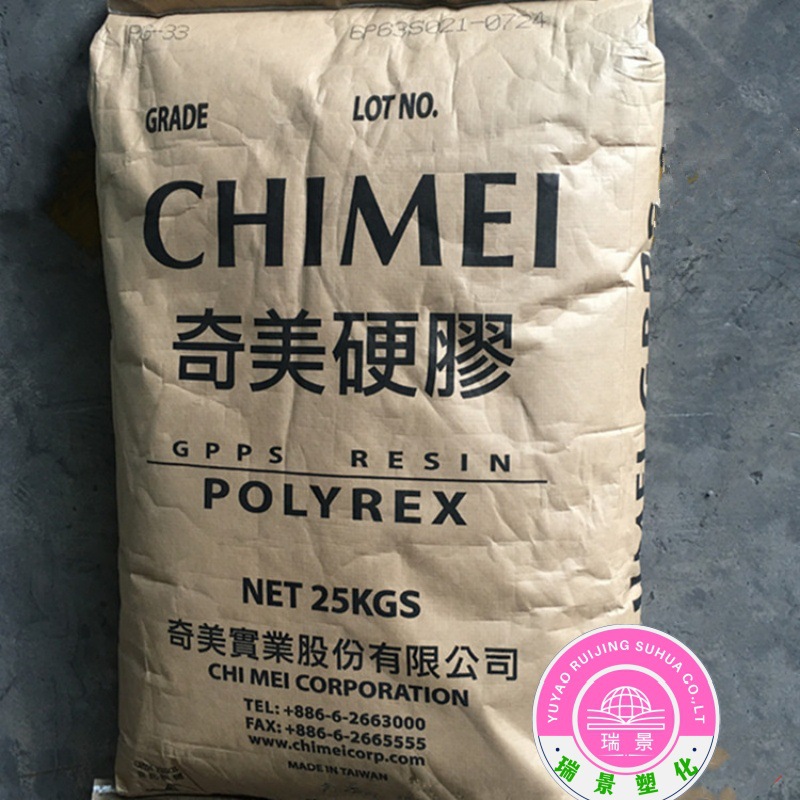 PG-33 6P63S021-0724
GRADE LOT NO.
CHIMEI
奇美硬膠
GPPS RESIN
POLYREX
NET 25KGS
奇美實業股份有限公司
CHI MEI CORPORATION
TEL: +886-6-2663000
FAX: +886-6-2665555
www.chimeicorp.com
MADE IN TAIWAN
CHIMEI GPPS
YUYAO RUIJING SUHUA CO.,LT
瑞景
瑞景塑化